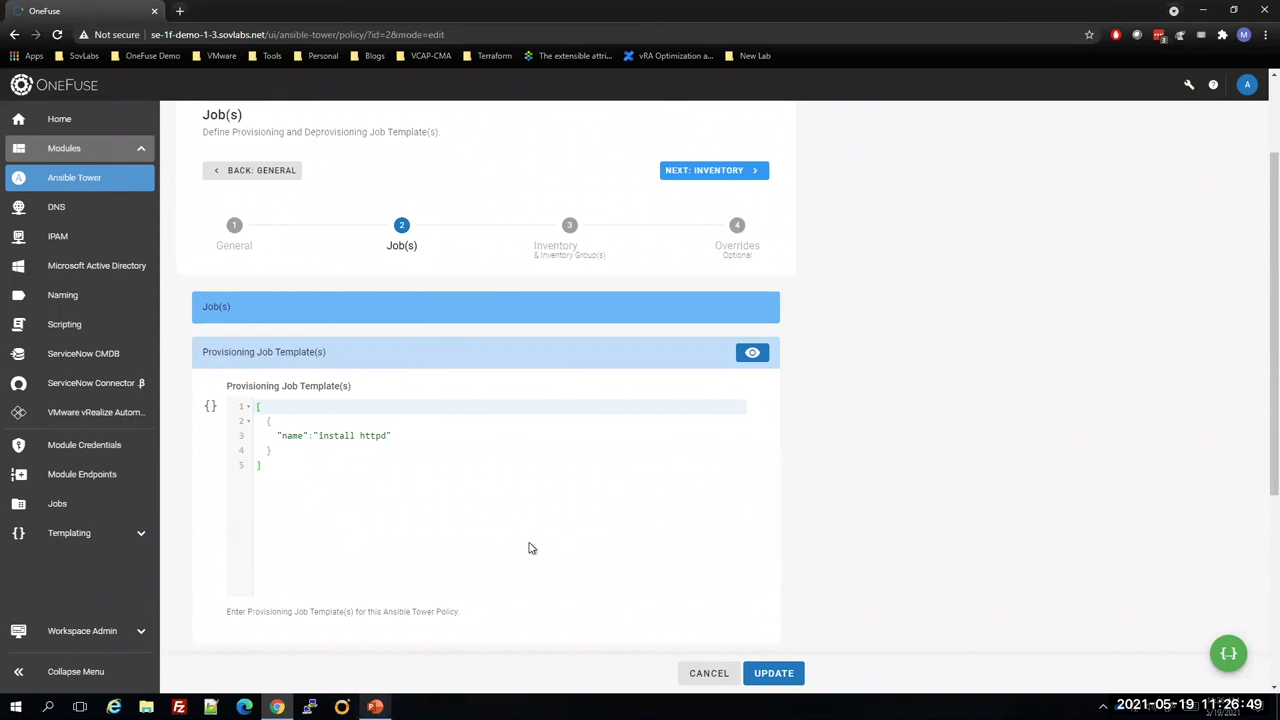 OneFuse
Not secure
se-1f-demo-1-3.sovlabs.net/ui/ansible-tower/policy/?id=2&mode=edit
M
Apps
SovLabs
OneFuse Demo
VMware
Tools
Personal
Blogs
VCAP-CMA
Terraform
The extensible attri...
vRA Optimization a...
New Lab
ONEFUSE
A
Home
Modules
Ansible Tower
DNS
IPAM
Microsoft Active Directory
Naming
Scripting
ServiceNow CMDB
ServiceNow Connector .β
VMware vRealize Autom...
Module Credentials
Module Endpoints
Jobs
Templating
Workspace Admin
Collapse Menu
Job(s)
Define Provisioning and Deprovisioning Job Template(s).
BACK: GENERAL
NEXT: INVENTORY
1
General
2
Job(s)
3
Inventory
& Inventory Group(s)
4
Overrides
Optional
Job(s)
Provisioning Job Template(s)
Provisioning Job Template(s)
{}
1 [
2 {
3 "name":"install httpd"
4 }
5 ]
Enter Provisioning Job Template(s) for this Ansible Tower Policy.
CANCEL
UPDATE
{..}
2021-05-19 11:26:49